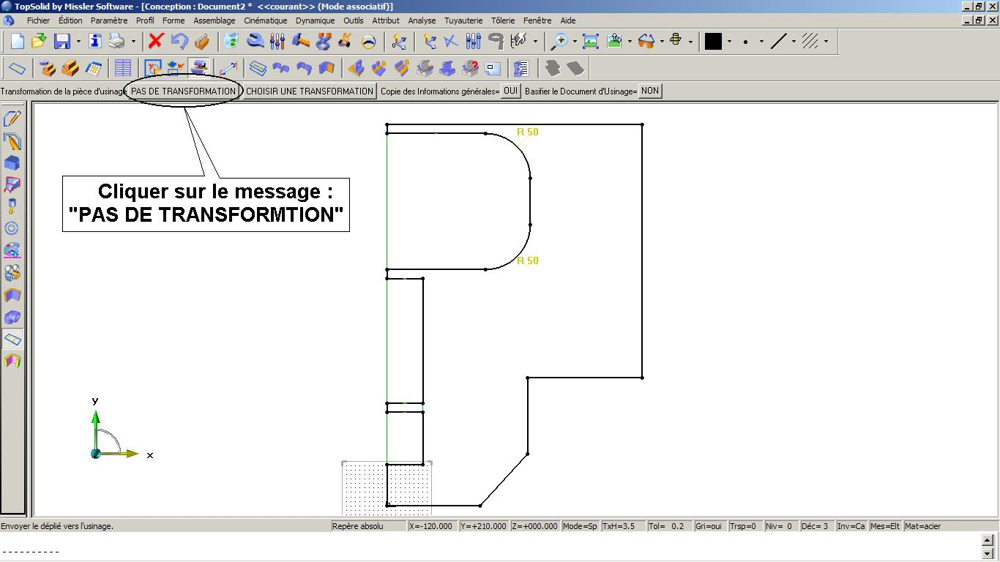 TopSolid by Missler Software - [Conception : Document2 * <<courant>> (Mode associatif)]
Fichier Édition Paramètre Profil Forme Assemblage Cinématique Dynamique Outils Attribut Analyse Tuyauterie Tôlerie Fenêtre Aide
Transformation de la pièce d'usinage PAS DE TRANSFORMATION CHOISIR UNE TRANSFORMATION Copie des Informations générales= OUI Basifier le Document d'Usinage= NON
R 50
Cliquer sur le message :
"PAS DE TRANSFORMTION"
R 50
y
z
x
Envoyer le déplié vers l'usinage. Repère absolu X=-120.000 Y=+210.000 Z=+000.000 Mode=Sp TxH=3.5 Tol= 0.2 Gri=oui Trsp=0 Niv= 0 Déc= 3 Inv=Ca Mes=Elt Mat=acier
----------